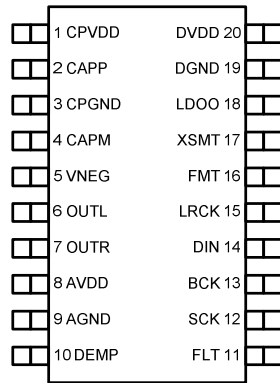 1 CPVDD DVDD 20
2 CAPP DGND 19
3 CPGND LDOO 18
4 CAPM XSMT 17
5 VNEG FMT 16
6 OUTL LRCK 15
7 OUTR DIN 14
8 AVDD BCK 13
9 AGND SCK 12
10 DEMP FLT 11